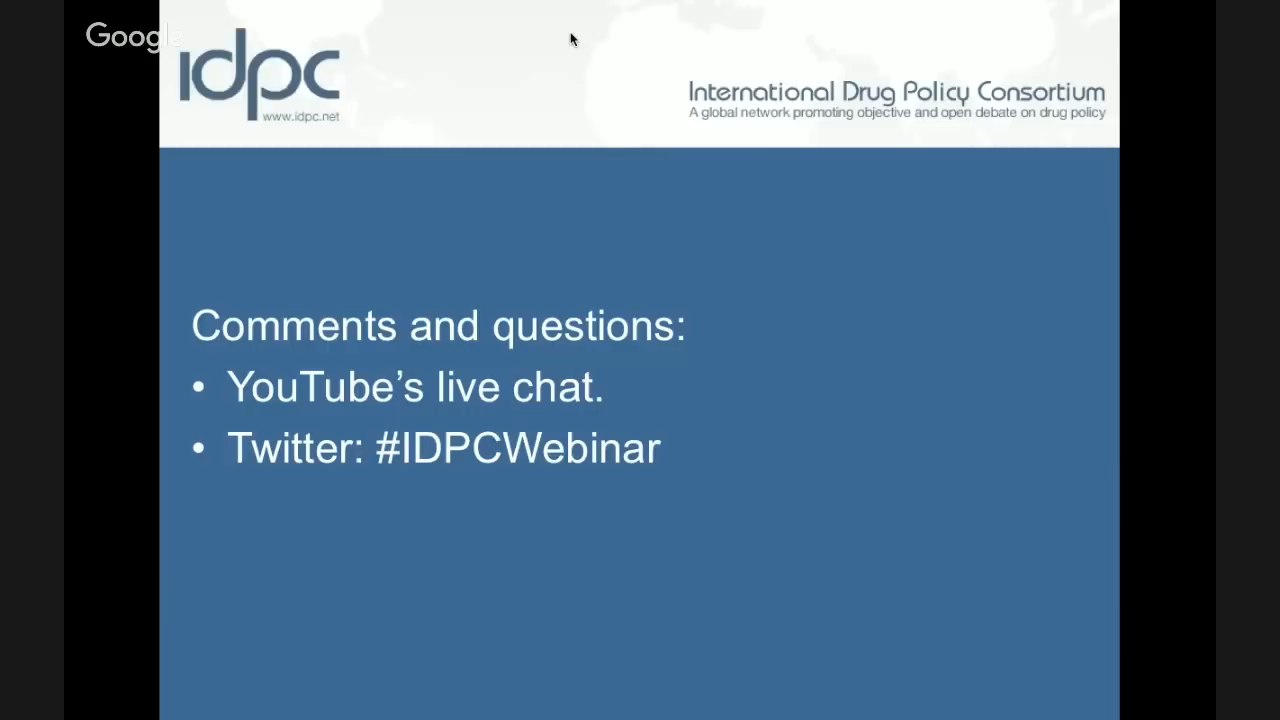 Google
idpc
www.idpc.net
International Drug Policy Consortium
A global network promoting objective and open debate on drug policy
Comments and questions:
• YouTube’s live chat.
• Twitter: #IDPCWebinar